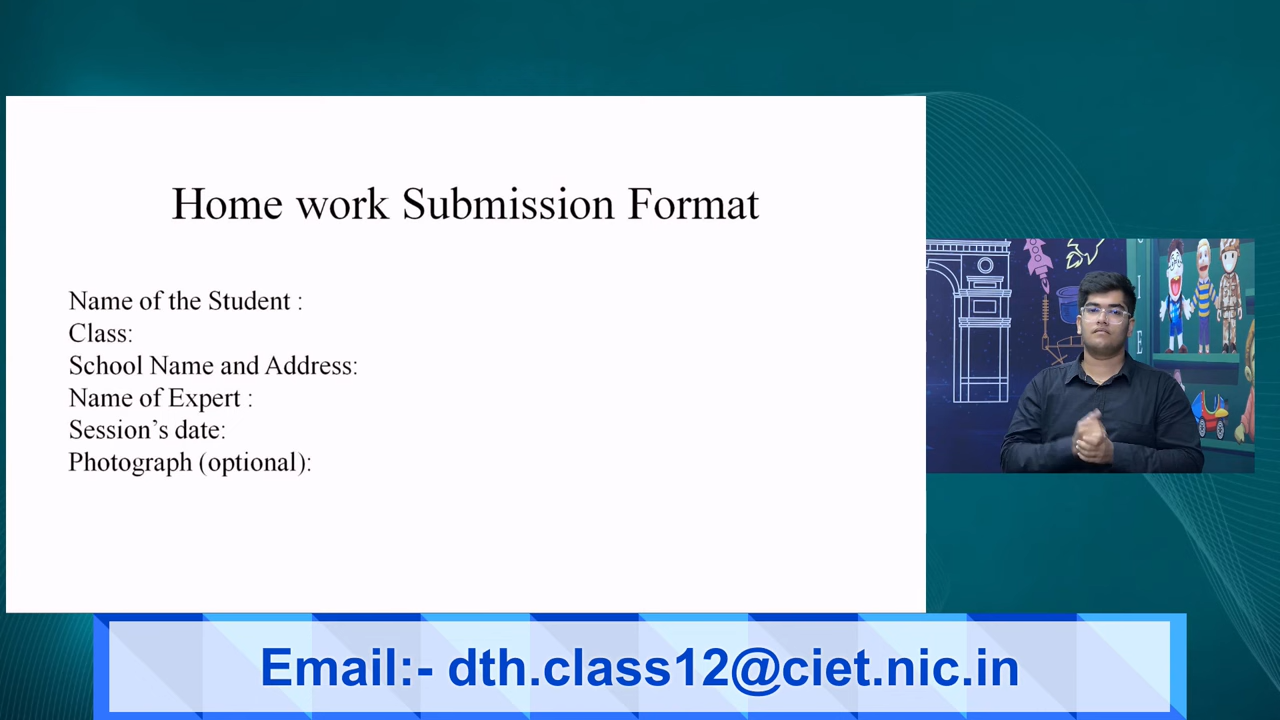 Home work Submission Format
Name of the Student :
Class:
School Name and Address:
Name of Expert :
Session’s date:
Photograph (optional):
Email:- dth.class12@ciet.nic.in